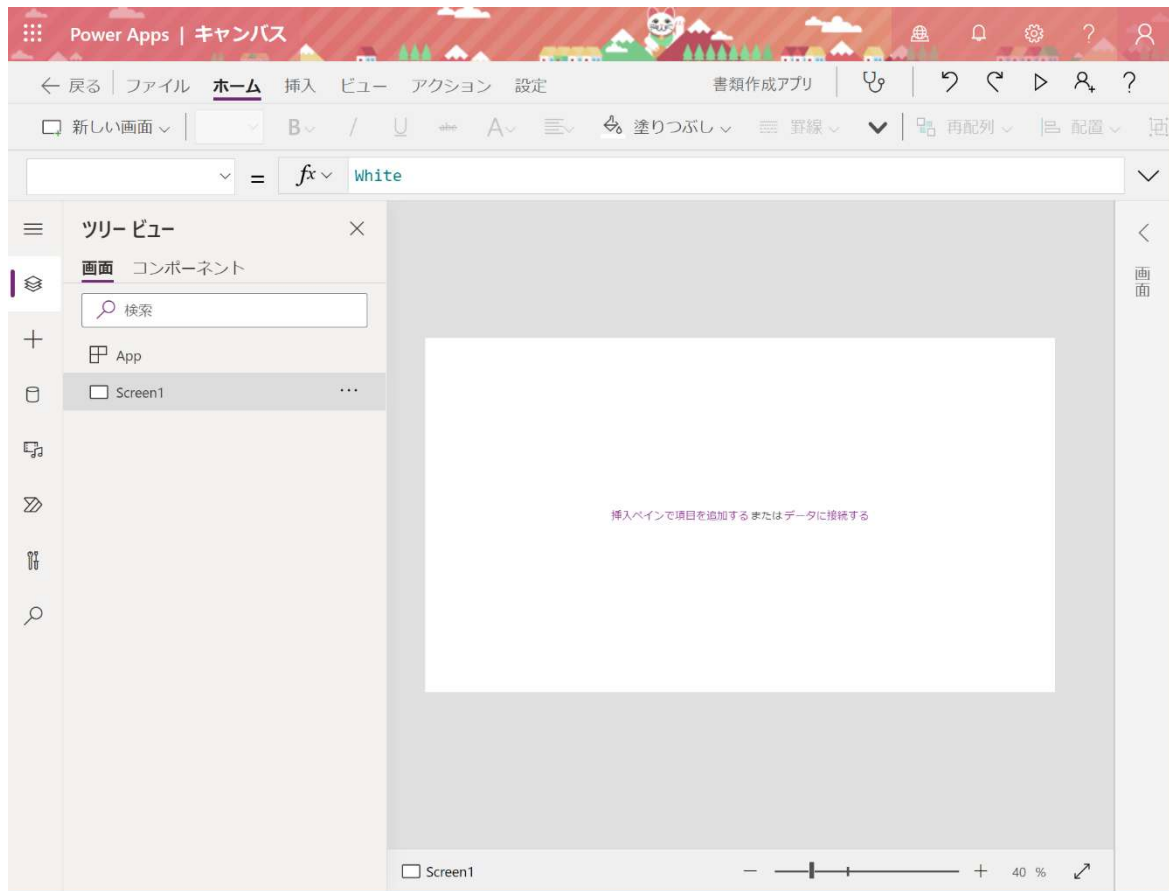 Power Apps | キャンバス
戻る ファイル ホーム 挿入 ビュー アクション 設定 書類作成アプリ
新しい画面 B / U abc A 塗りつぶし 罫線 再配列 配置
= fx White
ツリー ビュー
画面 コンポーネント
検索
App
Screen1
画面
挿入ペインで項目を追加する または データに接続する
Screen1 40 %